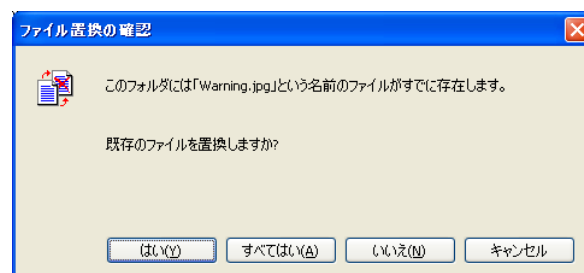 ファイル置換の確認
このフォルダには「Warning.jpg」という名前のファイルがすでに存在します。
既存のファイルを置換しますか?
はい(Y) すべてはい(A) いいえ(N) キャンセル